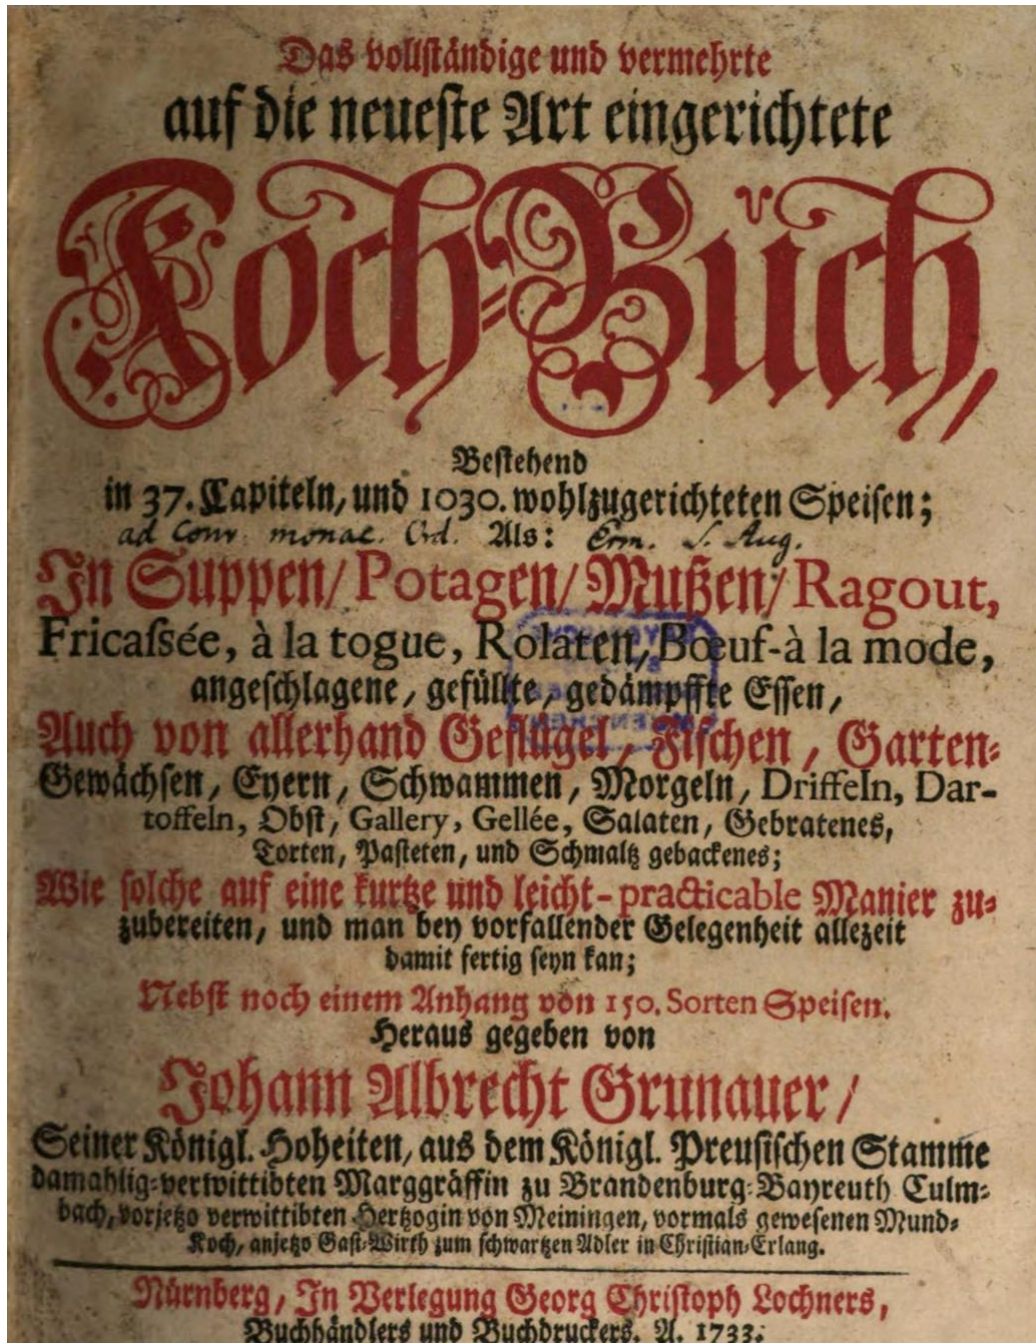 Das vollständige und vermehrte
auf die neueste Art eingerichtete
Koch-Buch,
Bestehend
in 37. Capiteln, und 1030. wohlzugerichteten Speisen;
ad Conv. monac. Ord. Als: Erm. S. Aug.
In Suppen/ Potagen/ Mußen/ Ragout,
Fricassée, à la togue, Rolaten, Bœuf-à la mode,
angeschlagene, gefüllte, gedämpffte Essen,
Auch von allerhand Geflügel, Fischen, Garten-
Gewächsen, Eyern, Schwammen, Morgeln, Driffeln, Dar-
toffeln, Obst, Gallery, Gellée, Salaten, Gebratenes,
Torten, Pasteten, und Schmaltz gebackenes;
Wie solche auf eine kurtze und leicht-practicable Manier zu-
zubereiten, und man bey vorfallender Gelegenheit allezeit
damit fertig seyn kan;
Nebst noch einem Anhang von 150. Sorten Speisen.
Heraus gegeben von
Johann Albrecht Grunauer/
Seiner Königl. Hoheiten, aus dem Königl. Preusischen Stamme
damahlig-verwittibten Marggräffin zu Brandenburg-Bayreuth Culm-
bach, vorjetzo verwittibten Hertzogin von Meiningen, vormals gewesenen Mund-
Koch, anjetzo Gast-Wirth zum schwartzen Adler in Christian-Erlang.
Nürnberg, In Verlegung Georg Christoph Lochners,
Buchhändlers und Buchdruckers. A. 1733.